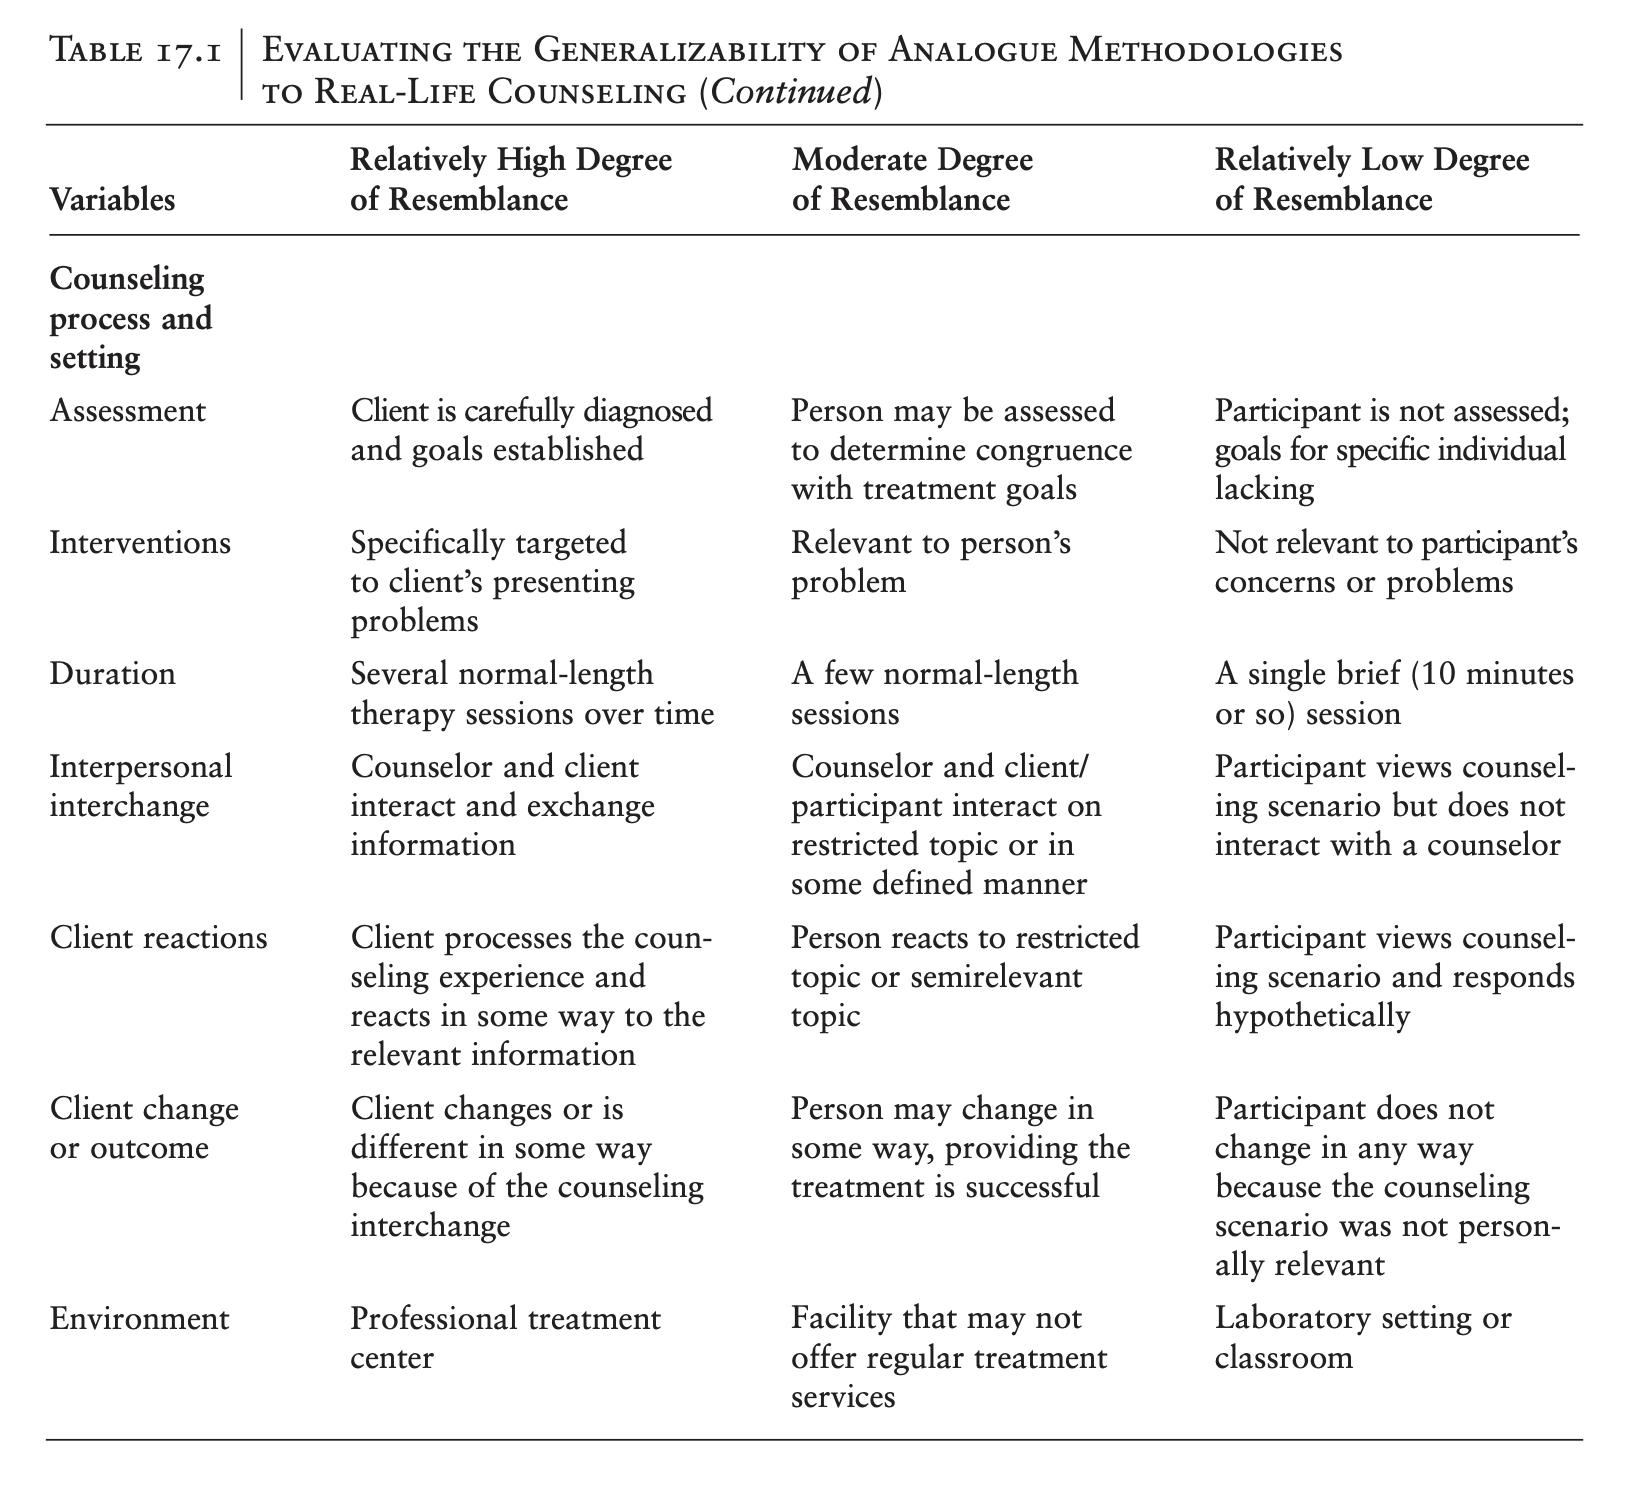 TABLE 17.1 | EVALUATING THE GENERALIZABILITY OF ANALOGUE METHODOLOGIES
TO REAL-LIFE COUNSELING (Continued)
Variables
Relatively High Degree
of Resemblance
Moderate Degree
of Resemblance
Relatively Low Degree
of Resemblance
Counseling
process and
setting
Assessment
Client is carefully diagnosed
and goals established
Person may be assessed
to determine congruence
with treatment goals
Participant is not assessed;
goals for specific individual
lacking
Interventions
Specifically targeted
to client's presenting
problems
Relevant to person's
problem
Not relevant to participant's
concerns or problems
Duration
Several normal-length
therapy sessions over time
A few normal-length
sessions
A single brief (10 minutes
or so) session
Interpersonal
interchange
Counselor and client
interact and exchange
information
Counselor and client/
participant interact on
restricted topic or in
some defined manner
Participant views counsel-
ing scenario but does not
interact with a counselor
Client reactions
Client processes the coun-
seling experience and
reacts in some way to the
relevant information
Person reacts to restricted
topic or semirelevant
topic
Participant views counsel-
ing scenario and responds
hypothetically
Client change
or outcome
Client changes or is
different in some way
because of the counseling
interchange
Person may change in
some way, providing the
treatment is successful
Participant does not
change in any way
because the counseling
scenario was not person-
ally relevant
Environment
Professional treatment
center
Facility that may not
offer regular treatment
services
Laboratory setting or
classroom